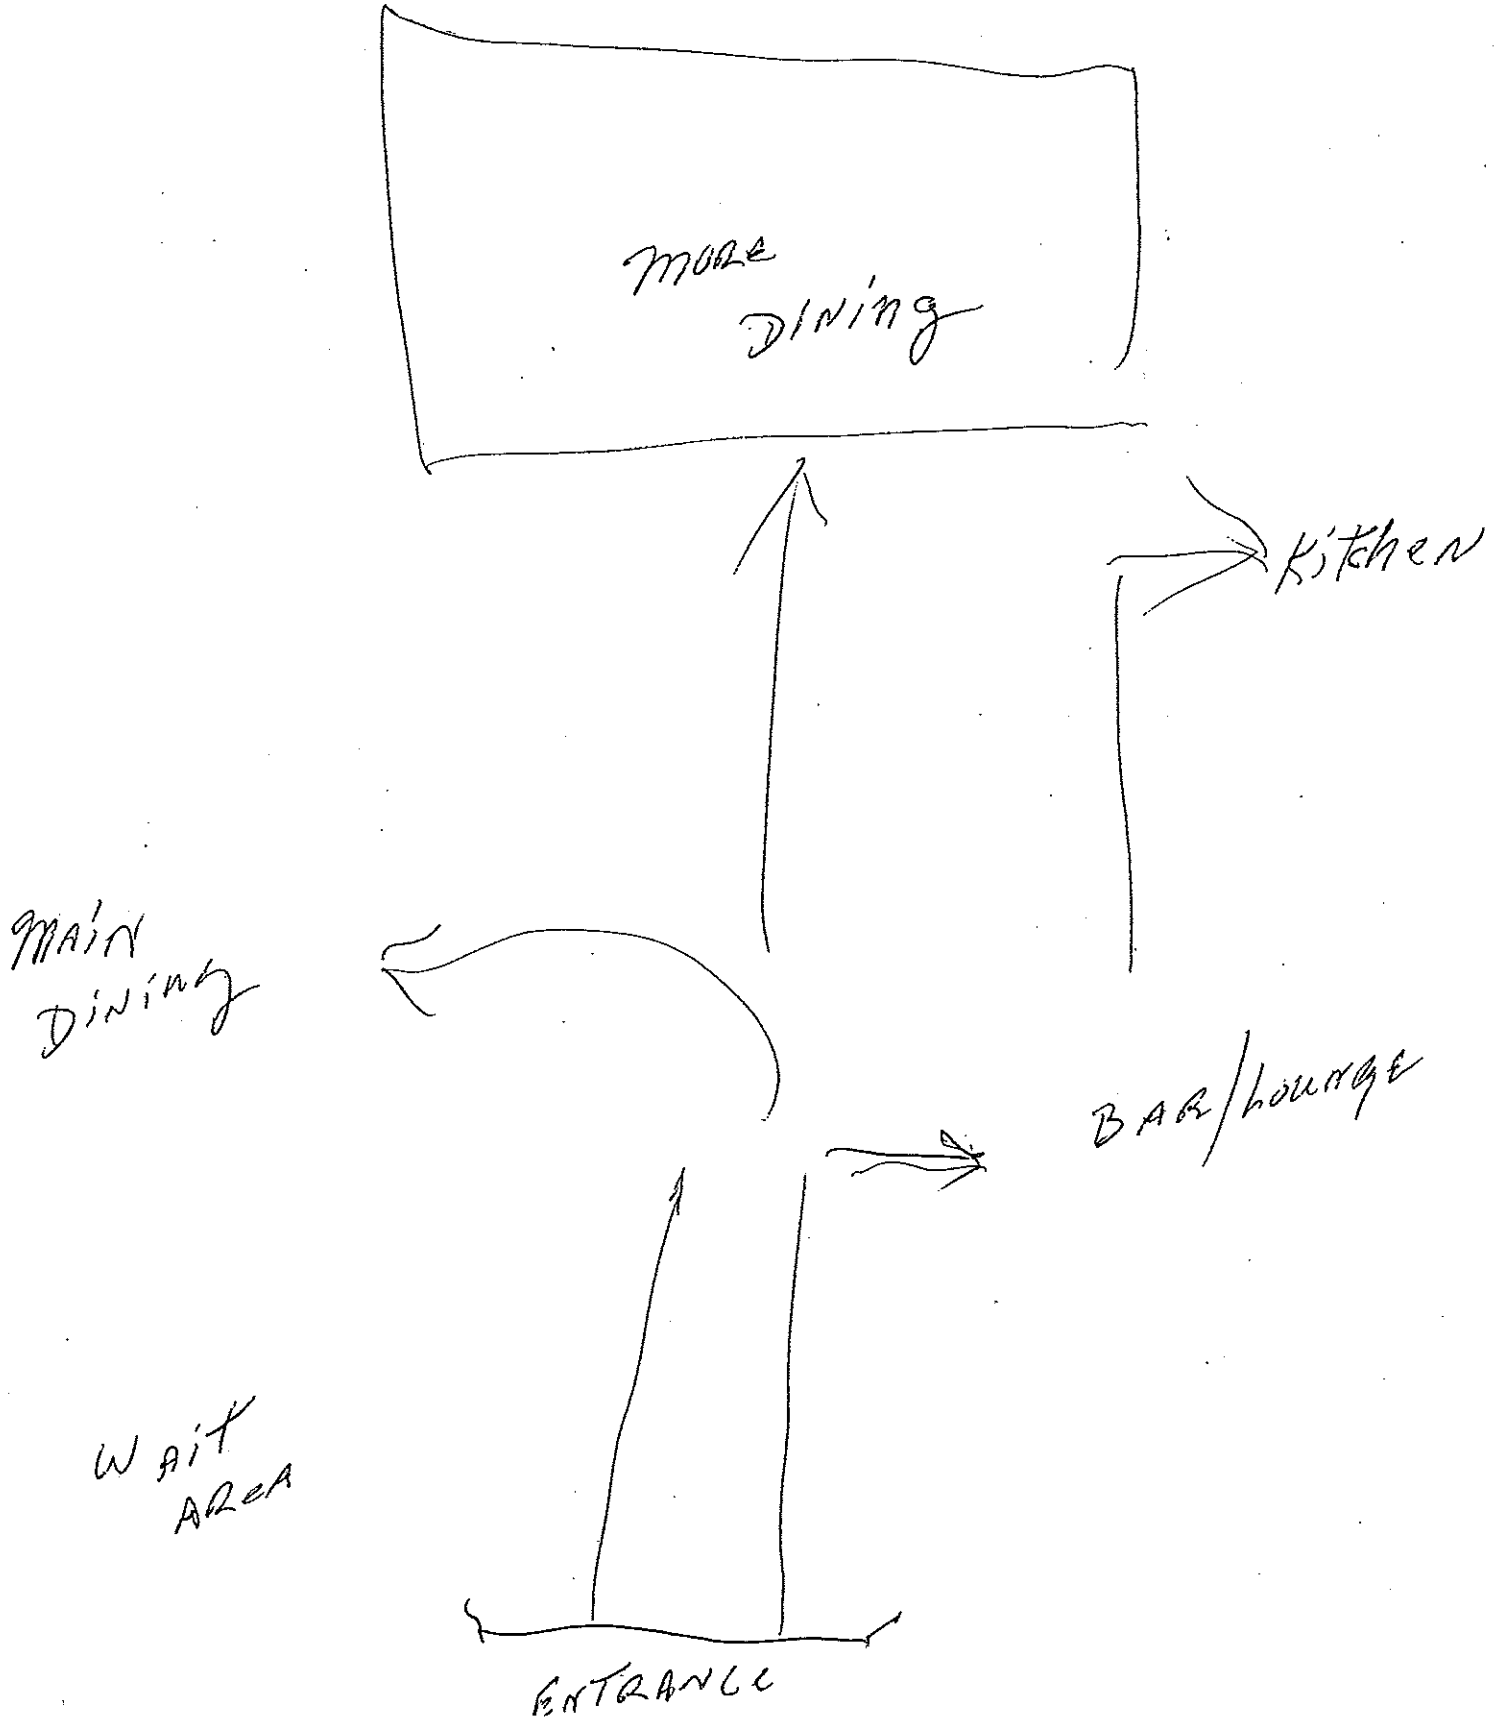 MORE
DINING
Kitchen
MAIN
DINING
BAR/LOUNGE
WAIT
AREA
ENTRANCE